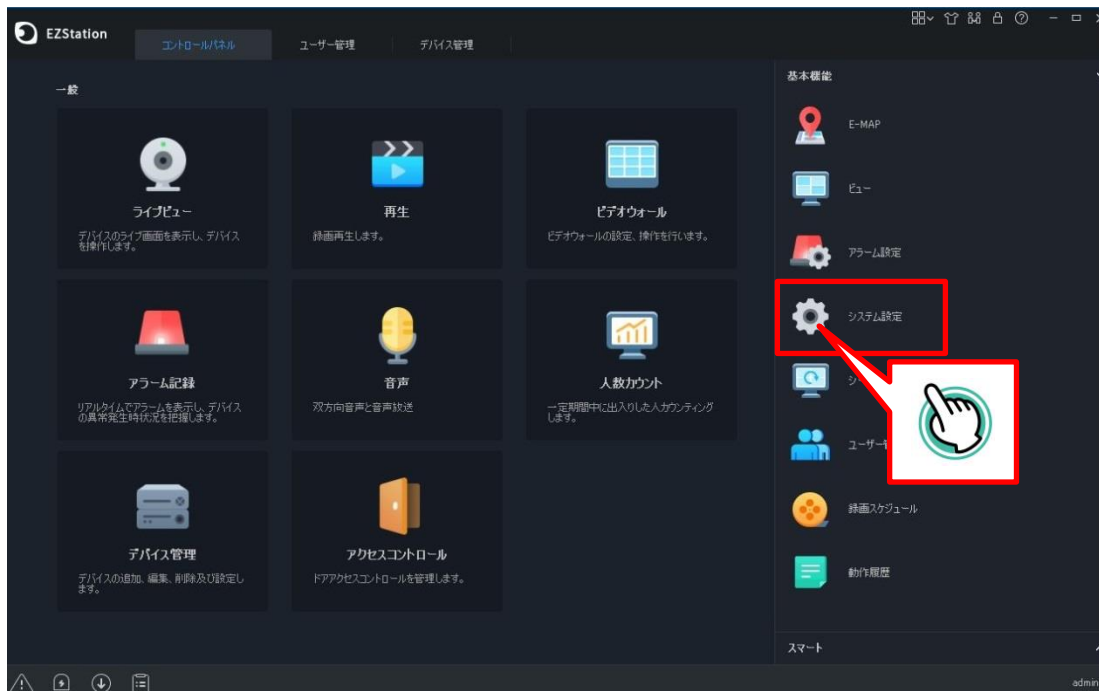 EZStation
コントロールパネル
ユーザー管理
デバイス管理
一般
ライブビュー
デバイスのライブ画面を表示し、デバイス
を操作します。
再生
録画再生します。
ビデオウォール
ビデオウォールの設定、操作を行います。
アラーム記録
リアルタイムでアラームを表示し、デバイス
の異常発生時状況を把握します。
音声
双方向音声と音声放送
人数カウント
一定期間中に出入りした人カウンティング
します。
デバイス管理
デバイスの追加、編集、削除及び設定し
ます。
アクセスコントロール
ドアアクセスコントロールを管理します。
基本機能
E-MAP
ビュー
アラーム設定
システム設定
シー
ユーザー
録画スケジュール
動作履歴
スマート
admin